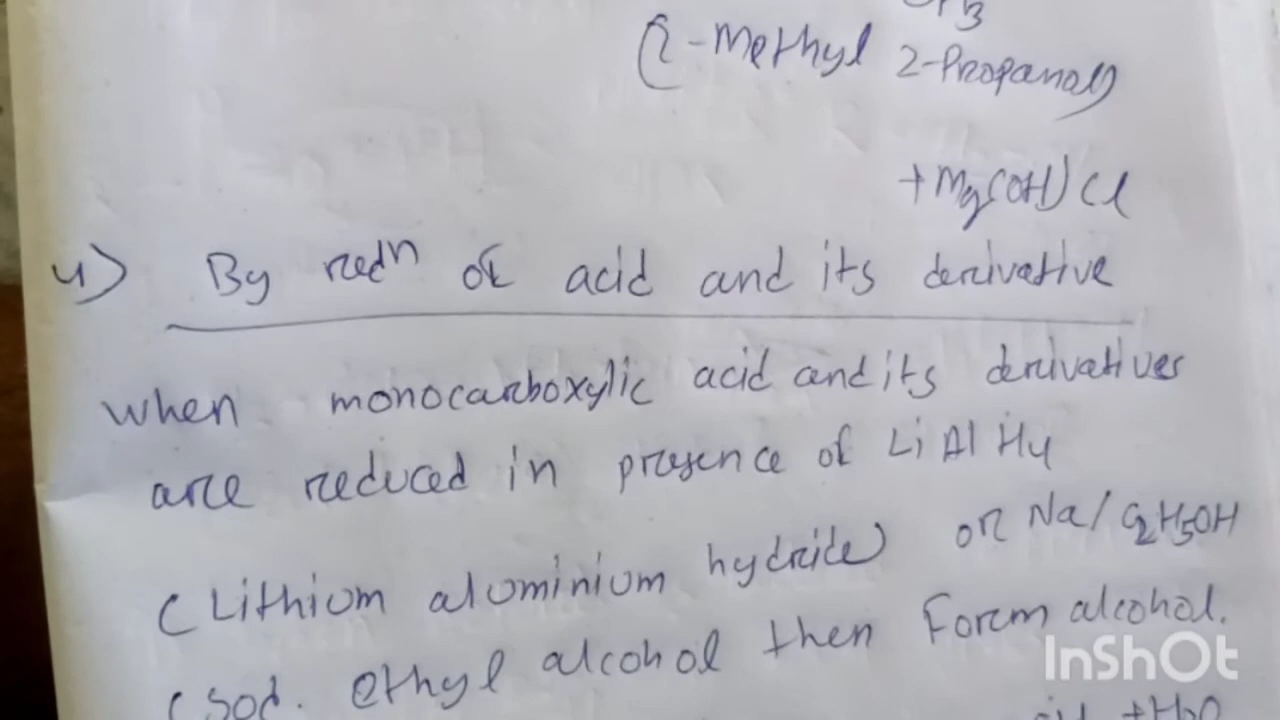 CH3
(2-Methyl 2-Propanol)
+Mg(OH)Cl
4) By redn of acid and its derivative
When monocarboxylic acid and its derivatives
are reduced in presence of LiAlH4
(Lithium aluminium hydride) or Na/C2H5OH
(Sod. ethyl alcohol then Form alcohol.
+H2O
InShOt